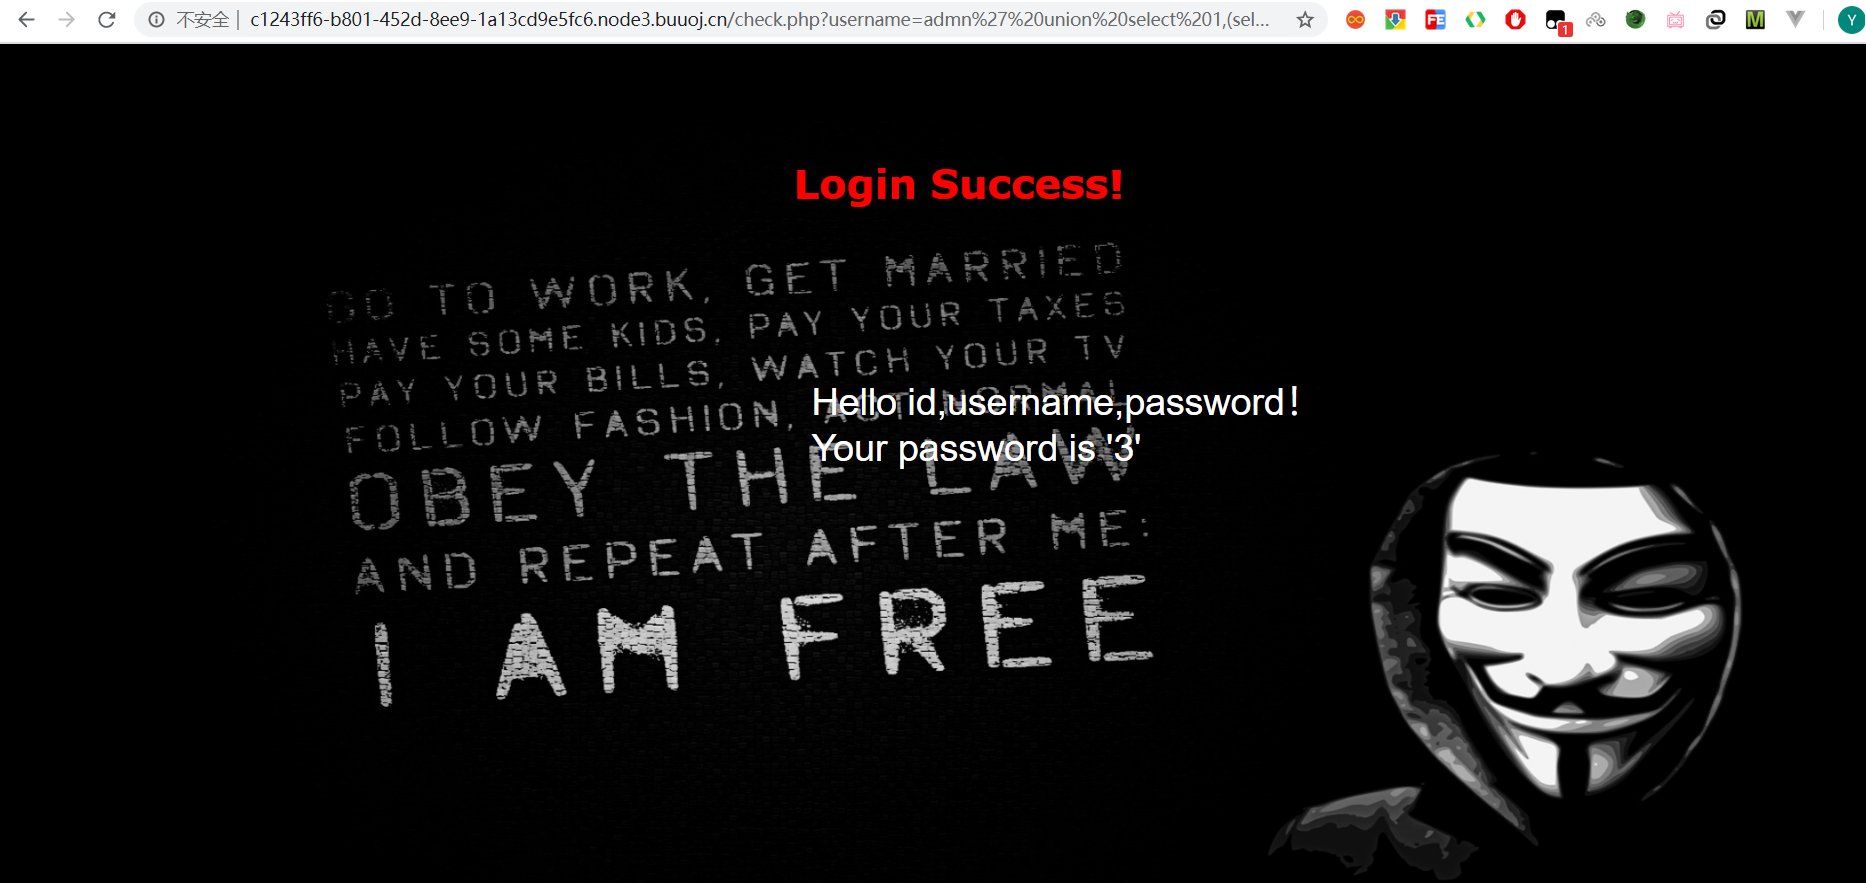 不安全 | c1243ff6-b801-452d-8ee9-1a13cd9e5fc6.node3.buuoj.cn/check.php?username=admn%27%20union%20select%201,(sel...
FE
1
M
Y
Login Success!
GO TO WORK, GET MARRIED
HAVE SOME KIDS, PAY YOUR TAXES
PAY YOUR BILLS, WATCH YOUR TV
FOLLOW FASHION, ACT NORMAL
Hello id,username,password！
Your password is '3'
OBEY THE LAW
AND REPEAT AFTER ME:
I AM FREE